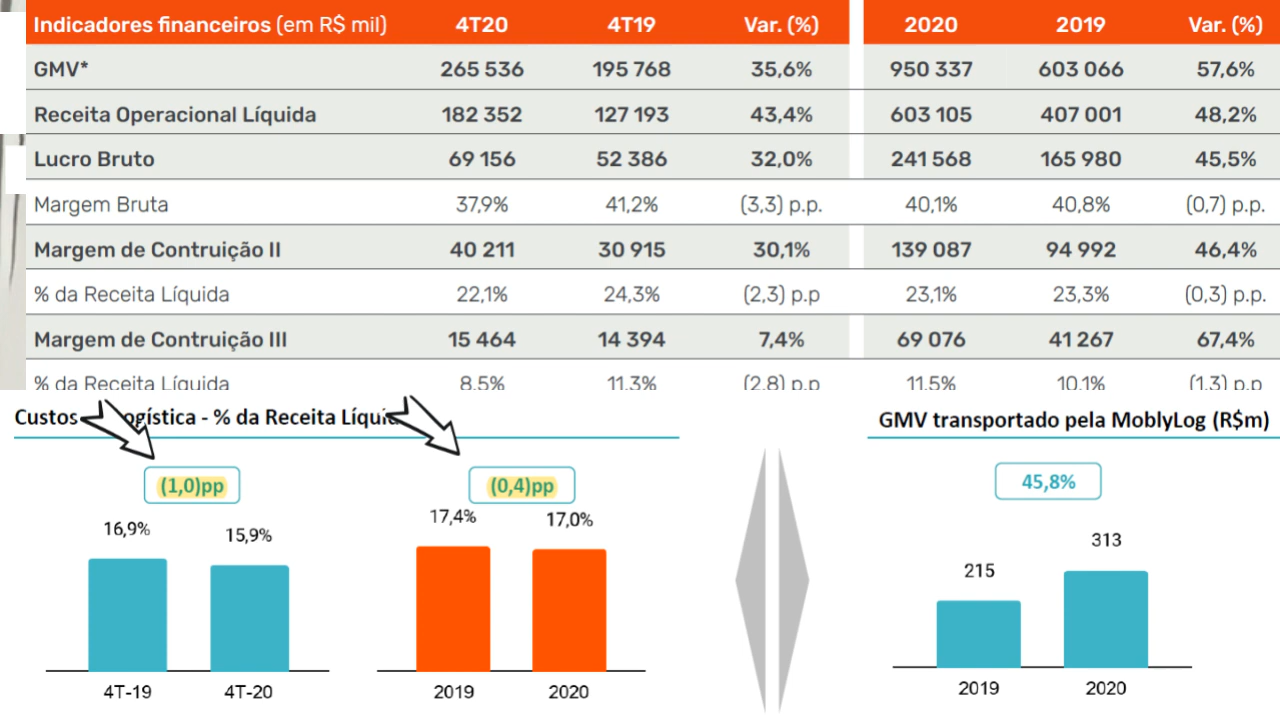 Indicadores financeiros (em R$ mil) 4T20 4T19 Var. (%) 2020 2019 Var. (%)
GMV* 265 536 195 768 35,6% 950 337 603 066 57,6%
Receita Operacional Líquida 182 352 127 193 43,4% 603 105 407 001 48,2%
Lucro Bruto 69 156 52 386 32,0% 241 568 165 980 45,5%
Margem Bruta 37,9% 41,2% (3,3) p.p. 40,1% 40,8% (0,7) p.p.
Margem de Contruição II 40 211 30 915 30,1% 139 087 94 992 46,4%
% da Receita Líquida 22,1% 24,3% (2,3) p.p 23,1% 23,3% (0,3) p.p.
Margem de Contruição III 15 464 14 394 7,4% 69 076 41 267 67,4%
% da Receita Líquida 8,5% 11,3% (2,8) p.p 11,5% 10,1% (1,3) p.p
Custos - % da Receita
(1,0)pp (0,4)pp
16,9% 15,9% 17,4% 17,0%
4T-19 4T-20 2019 2020
GMV transportado pela MoblyLog (R$m)
45,8%
215 313
2019 2020